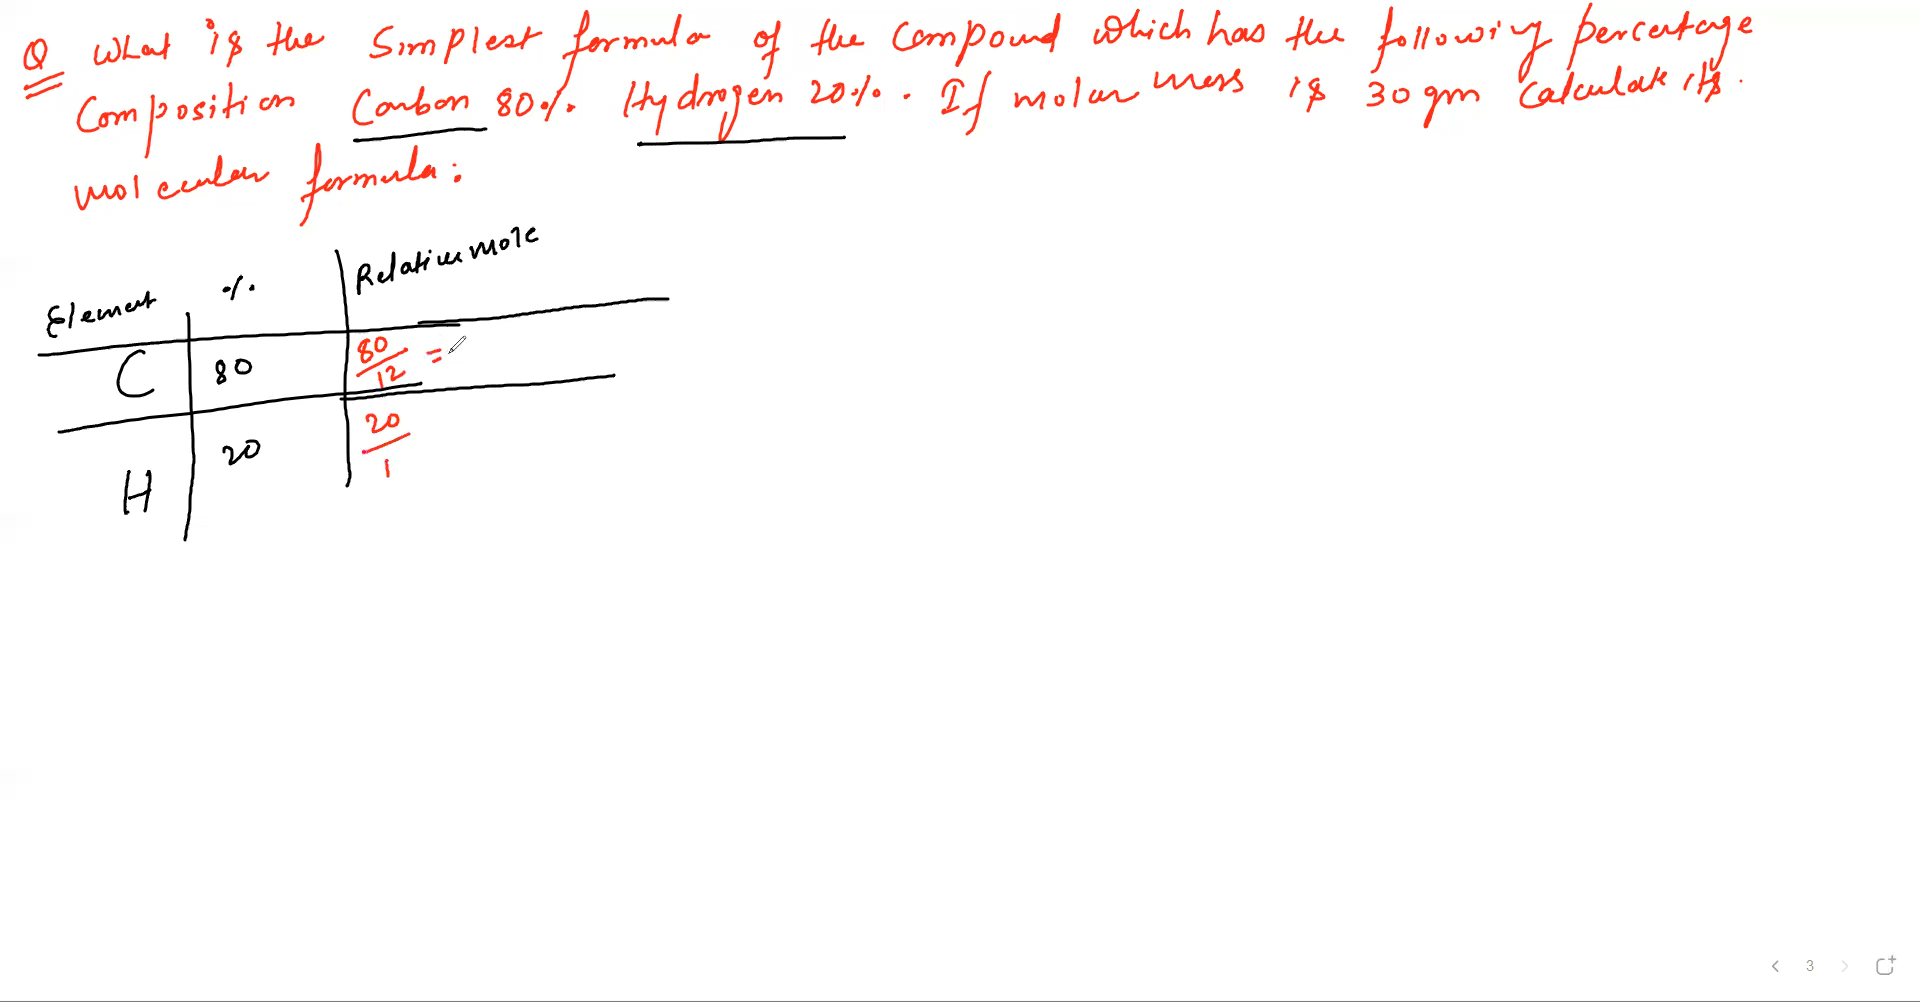 Q What is the Simplest formula of the Compound which has the following percentage
Composition Carbon 80%. Hydrogen 20%. If molar mass is 30 gm Calculate its.
molecular formula:
Element % Relative mole
C 80 80/12 =
H 20 20/1
3